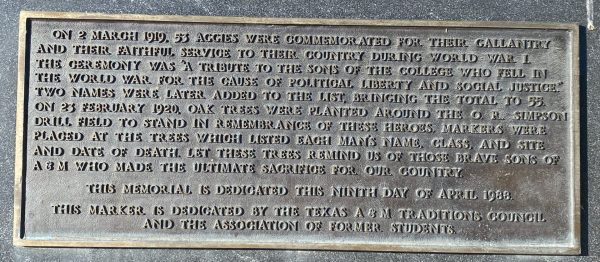 ON 2 MARCH 1919, 53 AGGIES WERE COMMEMORATED FOR THEIR GALLANTRY
AND THEIR FAITHFUL SERVICE TO THEIR COUNTRY DURING WORLD WAR I.
THE CEREMONY WAS "A TRIBUTE TO THE SONS OF THE COLLEGE WHO FELL IN
THE WORLD WAR FOR THE CAUSE OF POLITICAL LIBERTY AND SOCIAL JUSTICE."
TWO NAMES WERE LATER ADDED TO THE LIST, BRINGING THE TOTAL TO 55.
ON 23 FEBRUARY 1920, OAK TREES WERE PLANTED AROUND THE O. R. SIMPSON
DRILL FIELD TO STAND IN REMEMBRANCE OF THESE HEROES. MARKERS WERE
PLACED AT THE TREES WHICH LISTED EACH MAN'S NAME, CLASS, AND SITE
AND DATE OF DEATH. LET THESE TREES REMIND US OF THOSE BRAVE SONS OF
A & M WHO MADE THE ULTIMATE SACRIFICE FOR OUR COUNTRY.
THIS MEMORIAL IS DEDICATED THIS NINTH DAY OF APRIL 1988.
THIS MARKER IS DEDICATED BY THE TEXAS A & M TRADITIONS COUNCIL
AND THE ASSOCIATION OF FORMER STUDENTS.